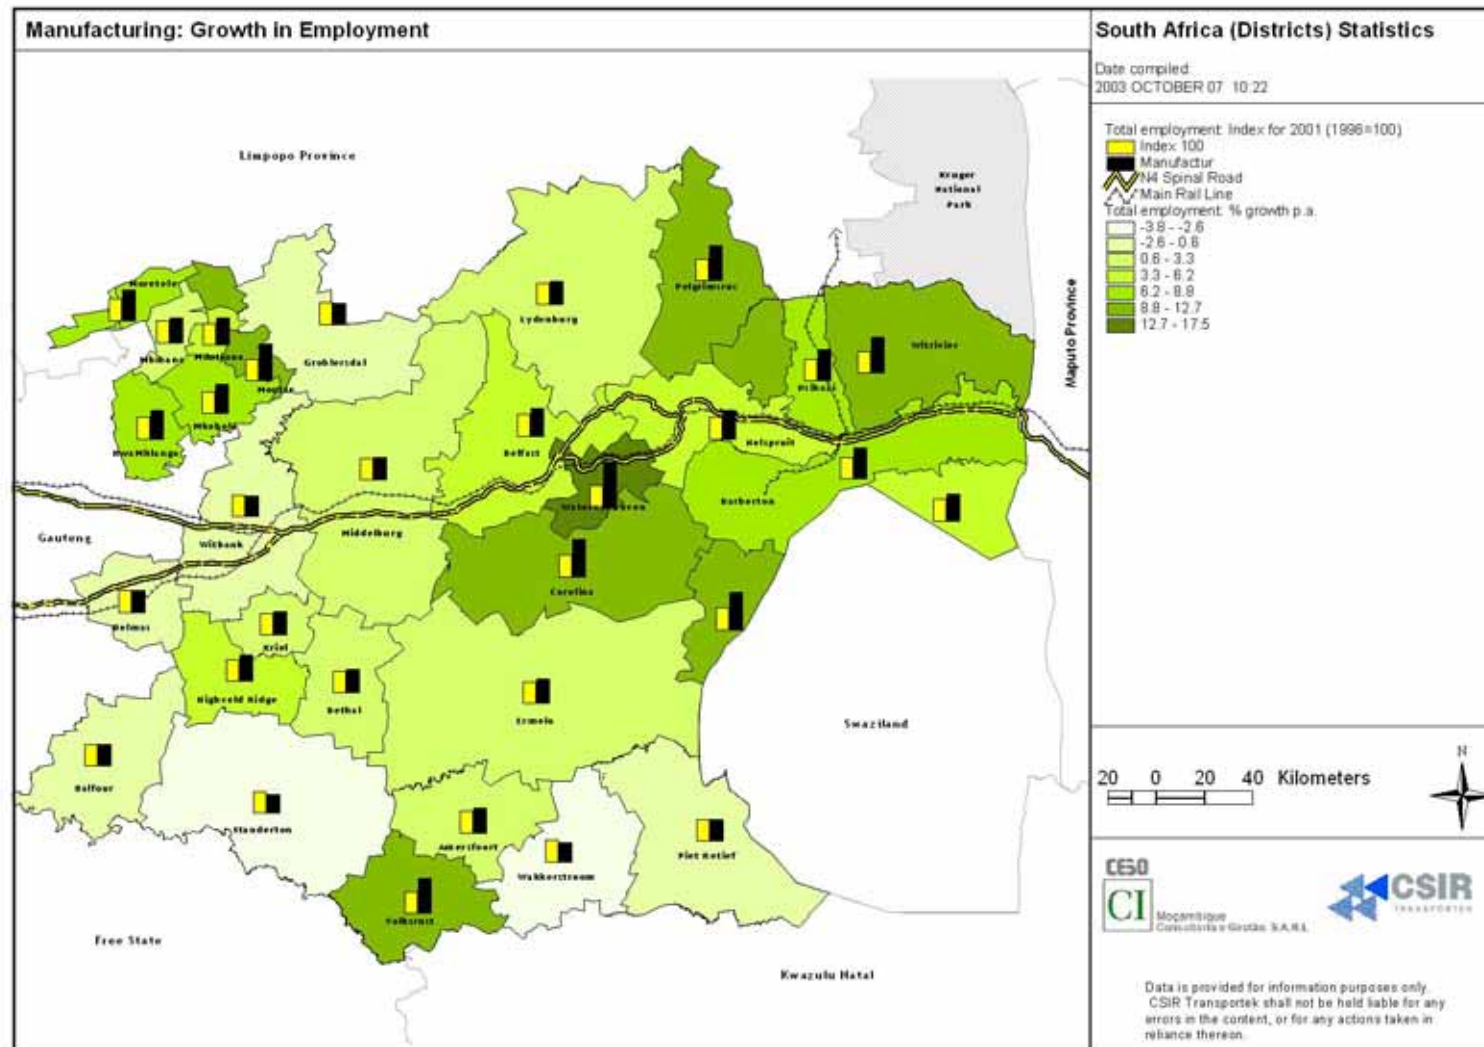 Manufacturing: Growth in Employment
South Africa (Districts) Statistics
Date compiled:
2003 OCTOBER 07 10:22
Total employment: Index for 2001 (1996=100)
Index 100
Manufactur
N4 Spinal Road
Main Rail Line
Total employment: % growth p.a.
-3.8 - -2.6
-2.6 - 0.6
0.6 - 3.3
3.3 - 6.2
6.2 - 8.8
8.8 - 12.7
12.7 - 17.5
Limpopo Province
Kruger
National
Park
Maputo Province
Lydenburg
Groblersdal
Belfast
Nelspruit
Barberton
Gauteng
Witbank
Middelburg
Carolina
Delmas
Kriel
Highveld Ridge
Bethal
Ermelo
Swaziland
Balfour
Standerton
Amersfoort
Wakkerstroom
Piet Retief
Volksrust
Free State
Kwazulu Natal
20 0 20 40 Kilometers
N
CESO
CI
Moçambique
Consultoria e Gestão, S.A.R.L
CSIR
TRANSPORTEK
Data is provided for information purposes only.
CSIR Transportek shall not be held liable for any
errors in the content, or for any actions taken in
reliance thereon.